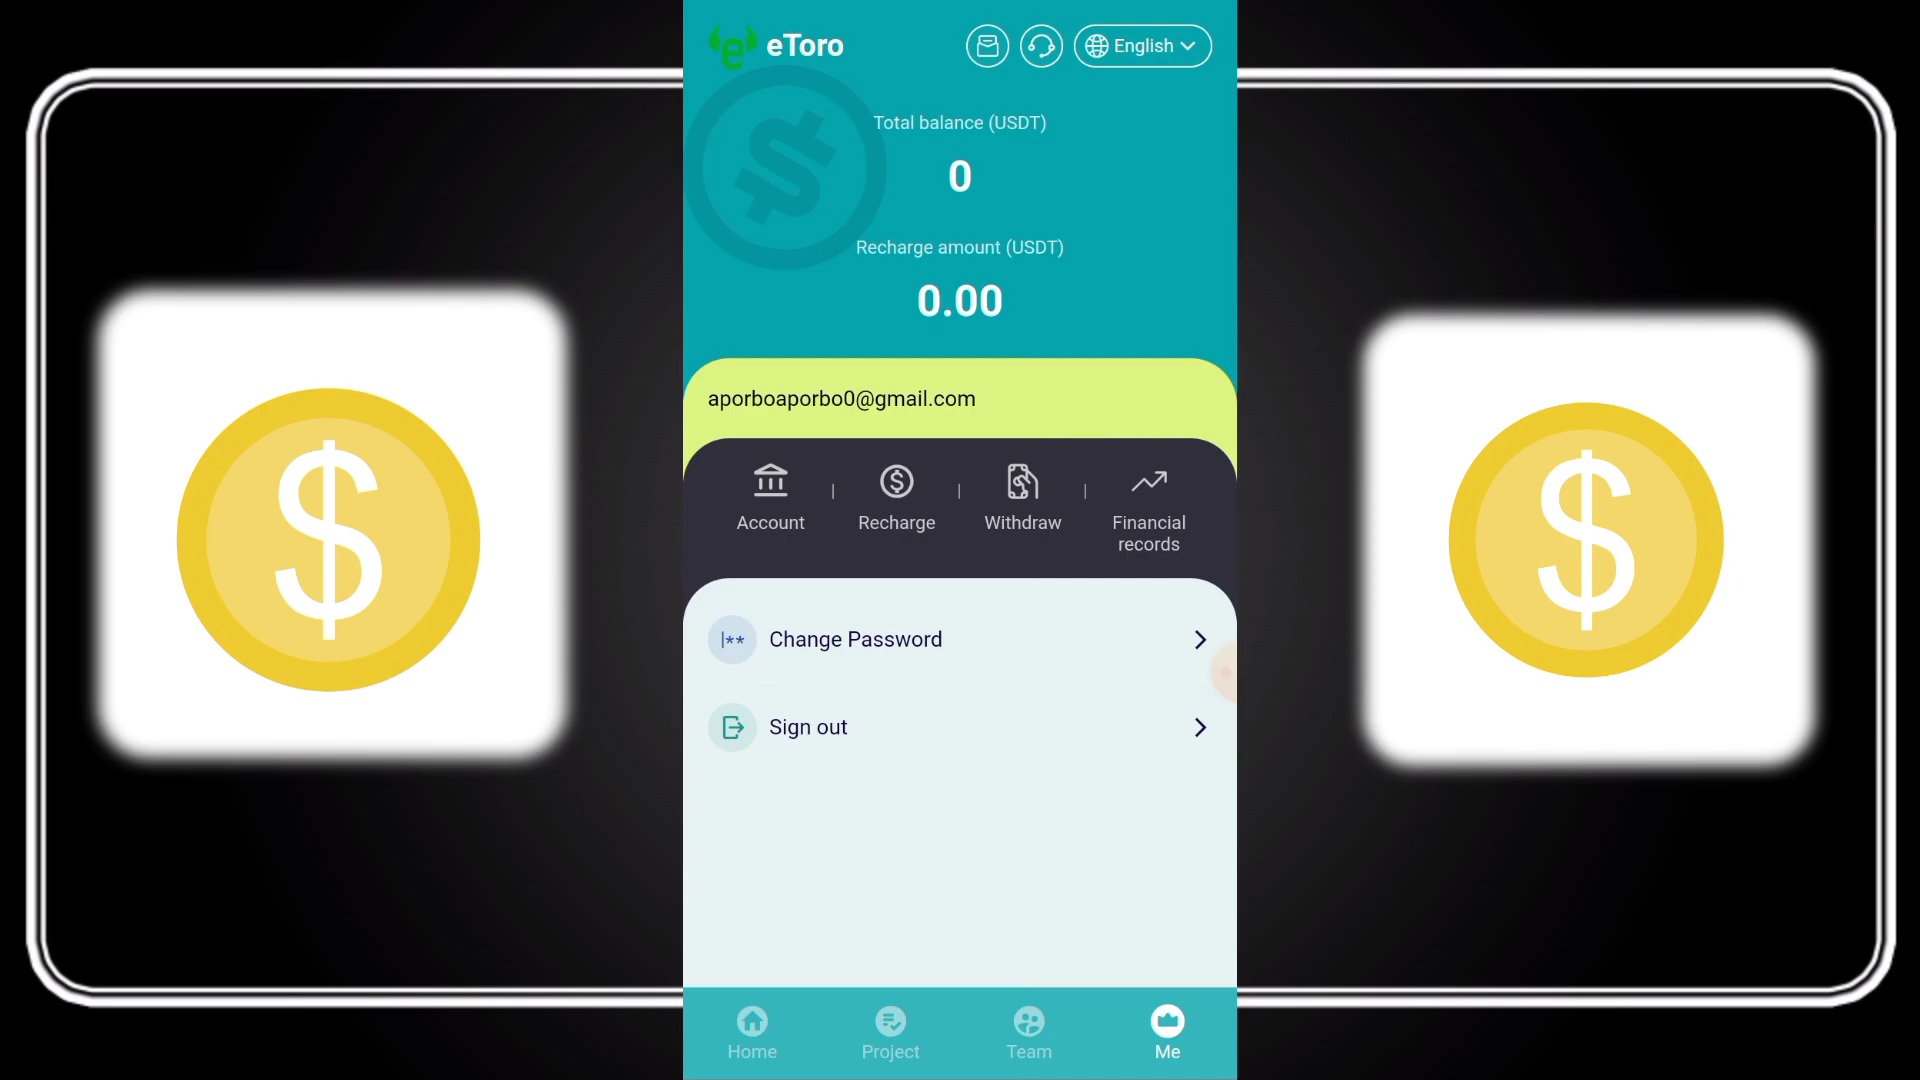 eToro
English
Total balance (USDT)
0
Recharge amount (USDT)
0.00
aporboaporbo0@gmail.com
Account | Recharge | Withdraw | Financial records
Change Password
Sign out
Home Project Team Me